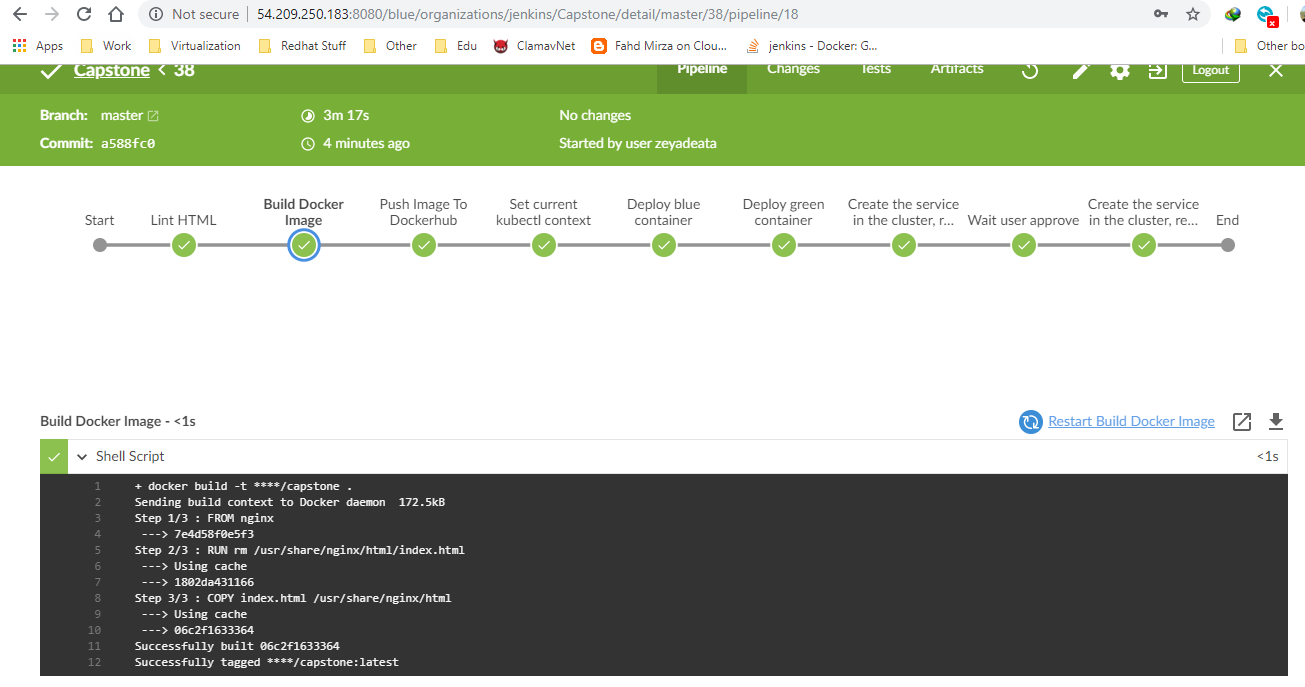 Not secure | 54.209.250.183:8080/blue/organizations/jenkins/Capstone/detail/master/38/pipeline/18
Apps Work Virtualization Redhat Stuff Other Edu ClamavNet Fahd Mirza on Clou... jenkins - Docker: G... Other bo
Capstone < 38 Pipeline Changes Tests Artifacts Logout
Branch: master 3m 17s No changes
Commit: a588fc0 4 minutes ago Started by user zeyadeata
Start
Lint HTML
Build Docker
Image
Push Image To
Dockerhub
Set current
kubectl context
Deploy blue
container
Deploy green
container
Create the service
in the cluster, r...
Wait user approve
Create the service
in the cluster, re...
End
Build Docker Image - <1s Restart Build Docker Image
Shell Script <1s
1 + docker build -t ****/capstone .
2 Sending build context to Docker daemon 172.5kB
3 Step 1/3 : FROM nginx
4 ---> 7e4d58f0e5f3
5 Step 2/3 : RUN rm /usr/share/nginx/html/index.html
6 ---> Using cache
7 ---> 1802da431166
8 Step 3/3 : COPY index.html /usr/share/nginx/html
9 ---> Using cache
10 ---> 06c2f1633364
11 Successfully built 06c2f1633364
12 Successfully tagged ****/capstone:latest